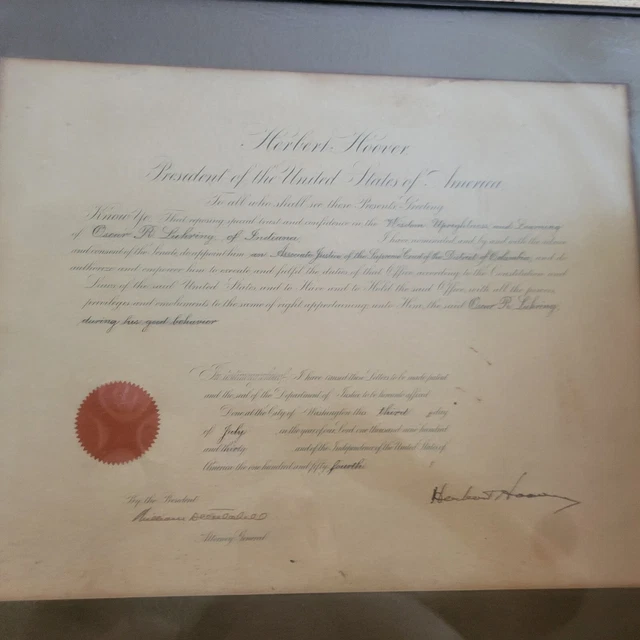 Herbert Hoover
President of the United States of America.
To all who shall see these Presents, Greeting
Know Ye, That reposing special trust and confidence in the Wisdom, Uprightness and Learning
of Oscar R. Luhring, of Indiana I have nominated and by and with the advice
and consent of the Senate, do appoint him an Associate Justice of the Supreme Court of the District of Columbia, and do
authorize and empower him to execute and fulfil the duties of that Office according to the Constitution and
Laws of the said United States, and to Have and to Hold the said Office, with all the powers,
privileges and emoluments to the same of right appertaining unto Him, the said Oscar R. Luhring
during his good behavior
In testimony whereof, I have caused these Letters to be made patent
and the seal of the Department of Justice to be hereunto affixed.
Done at the City of Washington this third day
of July in the year of our Lord one thousand nine hundred
and thirty and of the Independence of the United States of
America the one hundred and fifty fourth.
By the President:
Herbert Hoover
Attorney General